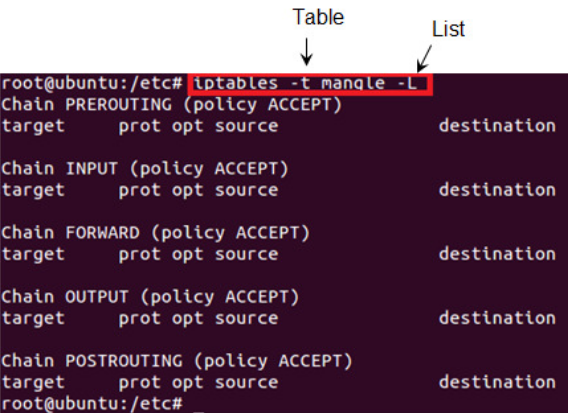 Table
List
root@ubuntu:/etc# iptables -t mangle -L
Chain PREROUTING (policy ACCEPT)
target     prot opt source               destination
Chain INPUT (policy ACCEPT)
target     prot opt source               destination
Chain FORWARD (policy ACCEPT)
target     prot opt source               destination
Chain OUTPUT (policy ACCEPT)
target     prot opt source               destination
Chain POSTROUTING (policy ACCEPT)
target     prot opt source               destination
root@ubuntu:/etc# _